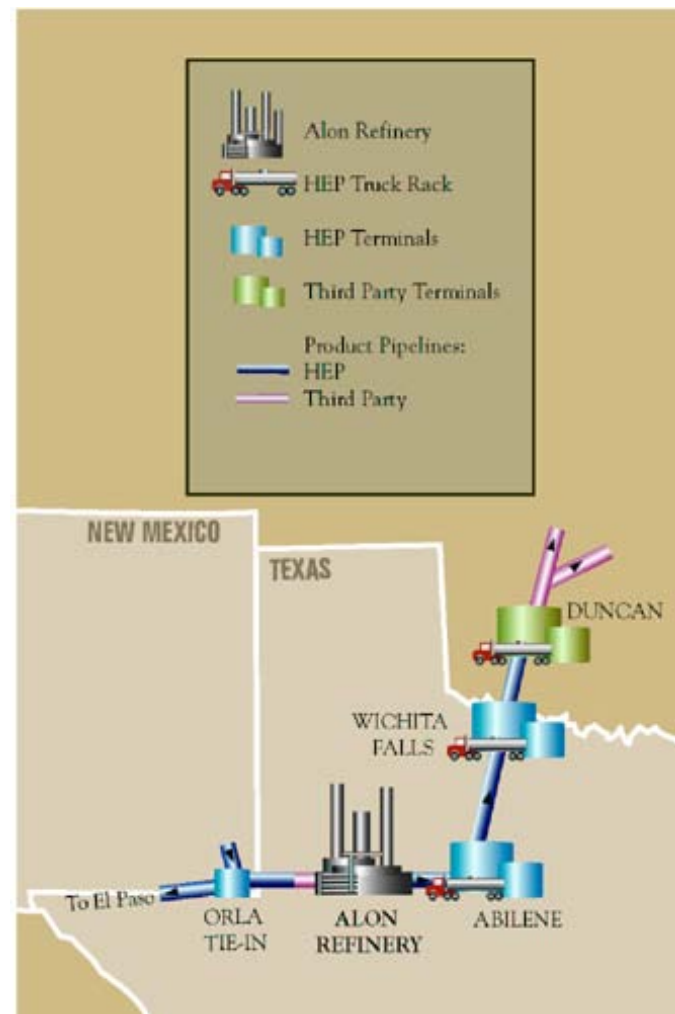 Alon Refinery
HEP Truck Rack
HEP Terminals
Third Party Terminals
Product Pipelines:
HEP
Third Party
NEW MEXICO
TEXAS
DUNCAN
WICHITA
FALLS
To El Paso
ORLA
TIE-IN
ALON
REFINERY
ABILENE